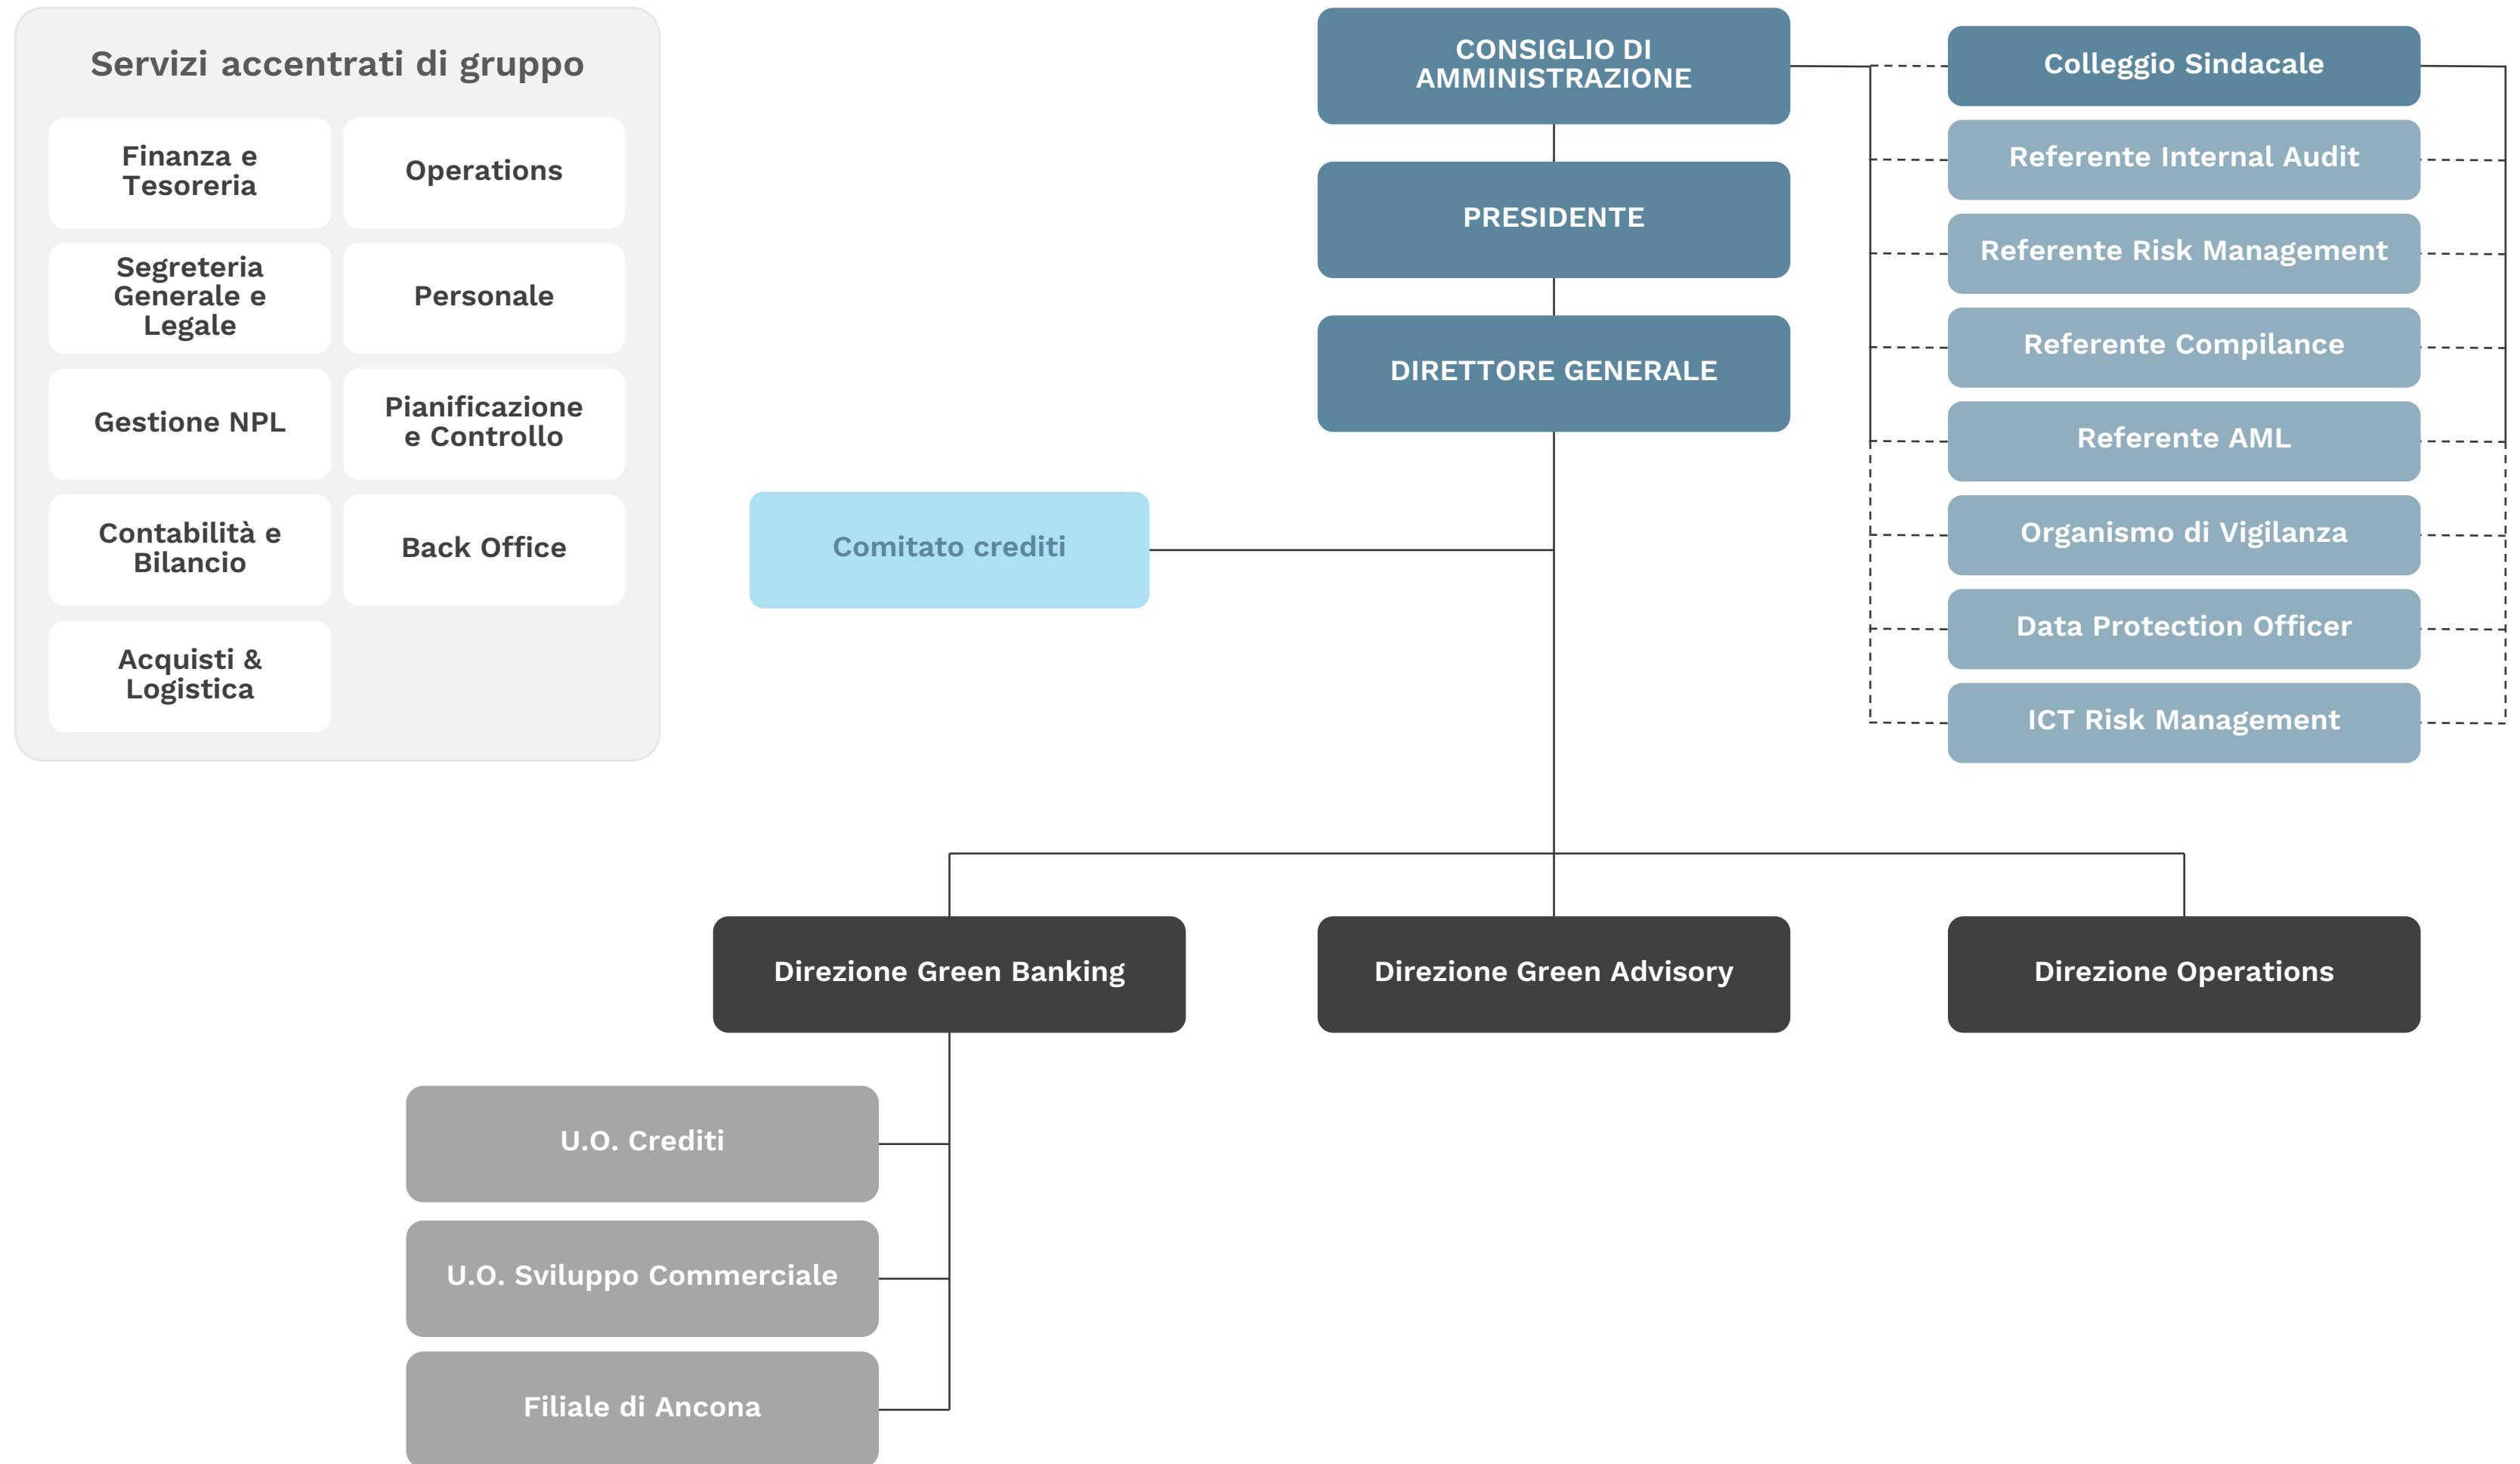 Servizi accentrati di gruppo
Finanza e
Tesoreria
Operations
Segreteria
Generale e
Legale
Personale
Gestione NPL
Pianificazione
e Controllo
Contabilità e
Bilancio
Back Office
Acquisti &
Logistica
CONSIGLIO DI
AMMINISTRAZIONE
PRESIDENTE
DIRETTORE GENERALE
Comitato crediti
Colleggio Sindacale
Referente Internal Audit
Referente Risk Management
Referente Compilance
Referente AML
Organismo di Vigilanza
Data Protection Officer
ICT Risk Management
Direzione Green Banking
Direzione Green Advisory
Direzione Operations
U.O. Crediti
U.O. Sviluppo Commerciale
Filiale di Ancona